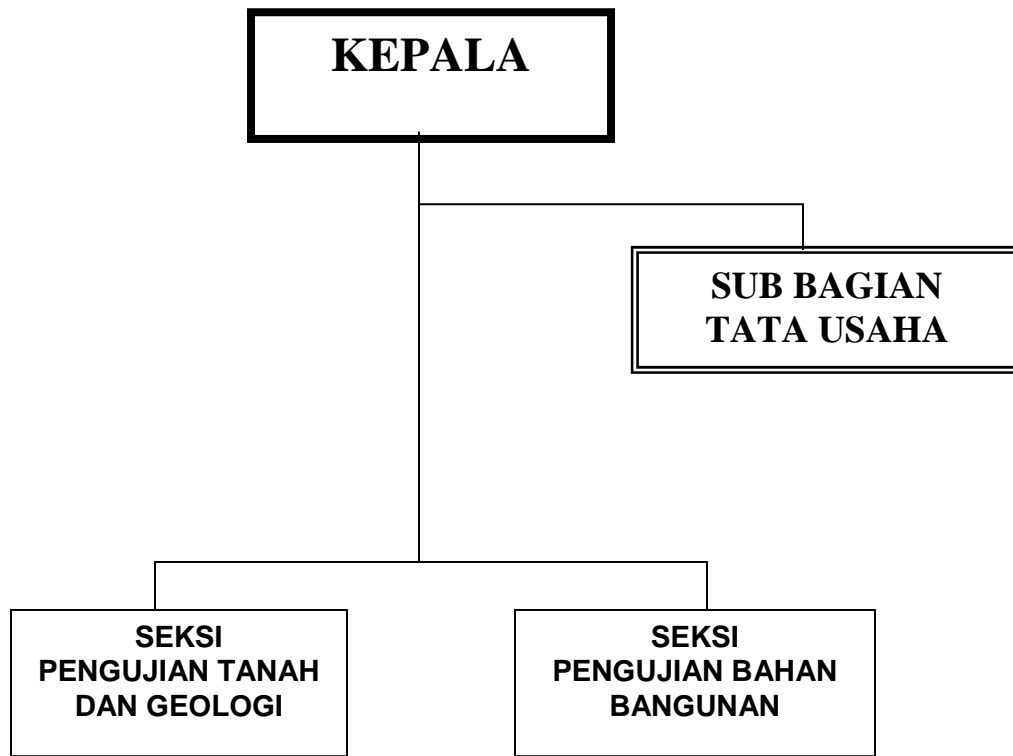 KEPALA
SUB BAGIAN
TATA USAHA
SEKSI
PENGUJIAN TANAH
DAN GEOLOGI
SEKSI
PENGUJIAN BAHAN
BANGUNAN